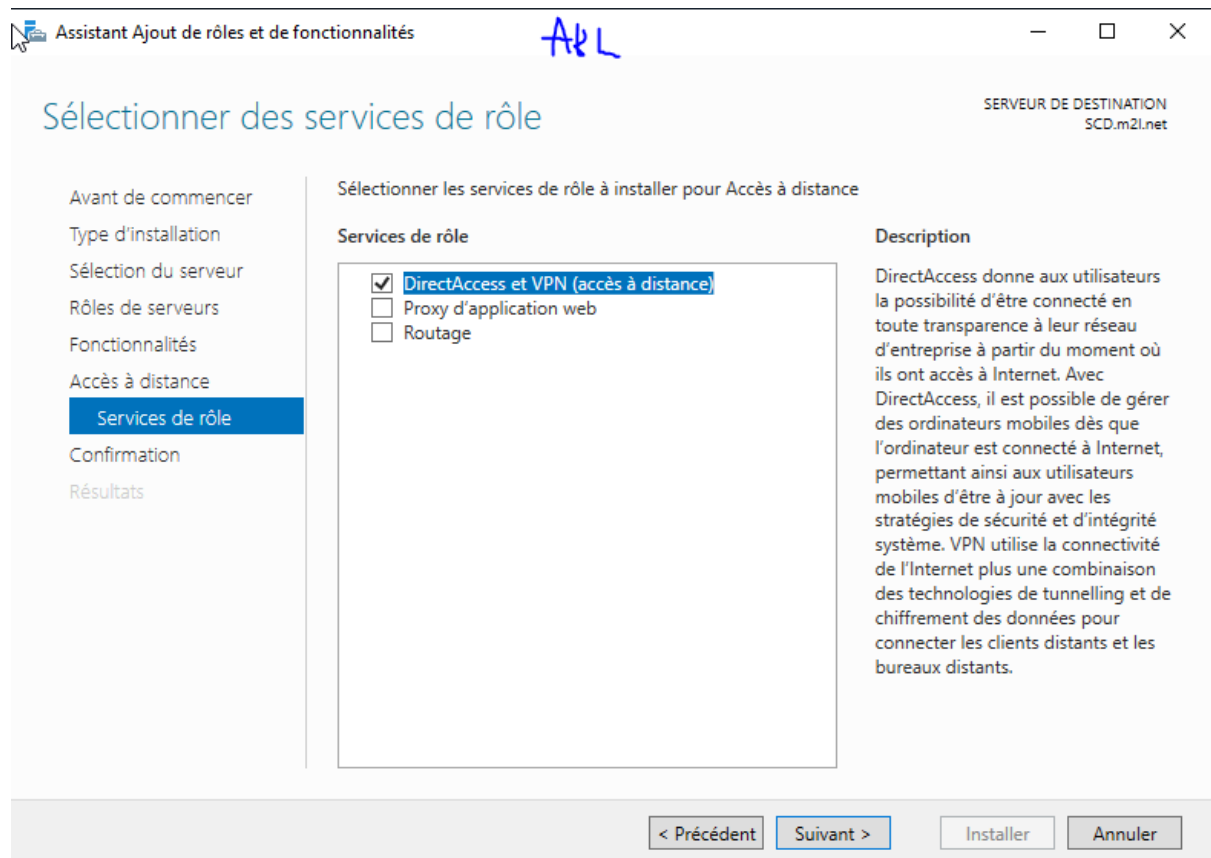 Assistant Ajout de rôles et de fonctionnalités
Sélectionner des services de rôle
SERVEUR DE DESTINATION
SCD.m2l.net
Avant de commencer
Type d'installation
Sélection du serveur
Rôles de serveurs
Fonctionnalités
Accès à distance
Services de rôle
Confirmation
Résultats
Sélectionner les services de rôle à installer pour Accès à distance
Services de rôle
DirectAccess et VPN (accès à distance)
Proxy d'application web
Routage
Description
DirectAccess donne aux utilisateurs
la possibilité d'être connecté en
toute transparence à leur réseau
d'entreprise à partir du moment où
ils ont accès à Internet. Avec
DirectAccess, il est possible de gérer
des ordinateurs mobiles dès que
l'ordinateur est connecté à Internet,
permettant ainsi aux utilisateurs
mobiles d'être à jour avec les
stratégies de sécurité et d'intégrité
système. VPN utilise la connectivité
de l'Internet plus une combinaison
des technologies de tunnelling et de
chiffrement des données pour
connecter les clients distants et les
bureaux distants.
< Précédent
Suivant >
Installer
Annuler